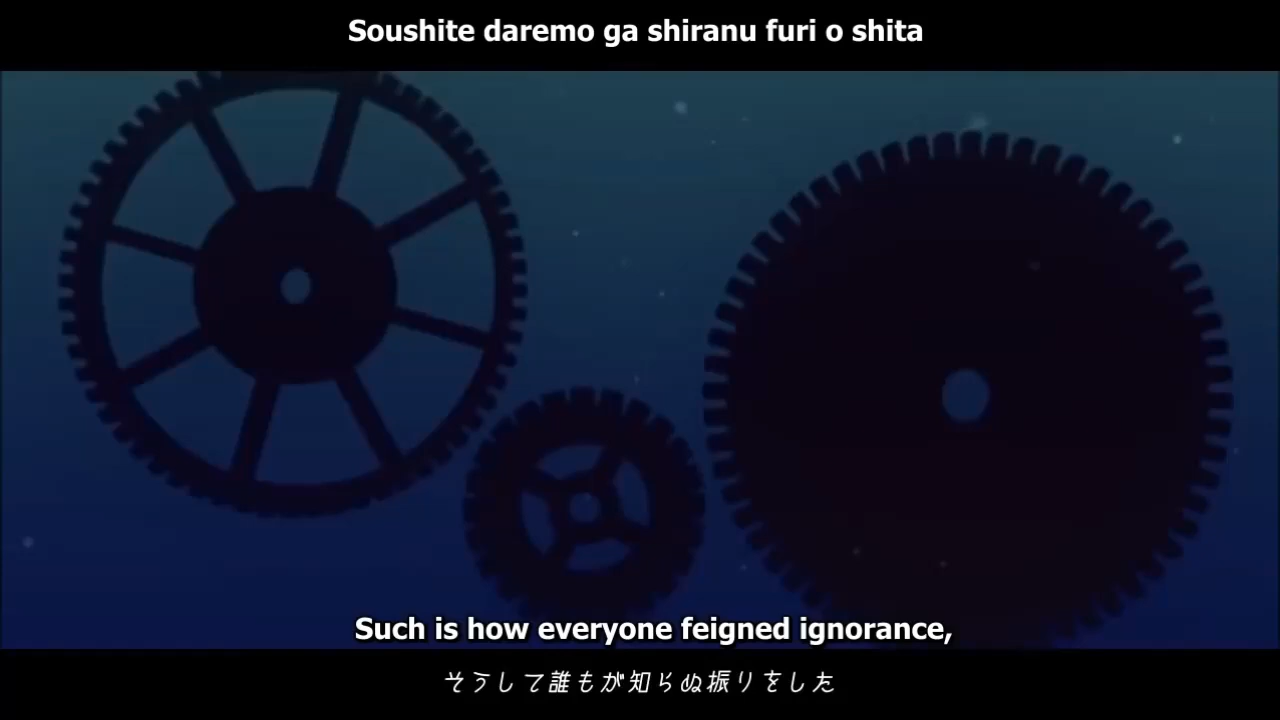 Soushite daremo ga shiranu furi o shita
Such is how everyone feigned ignorance,
そうして誰もが知らぬ振りをした